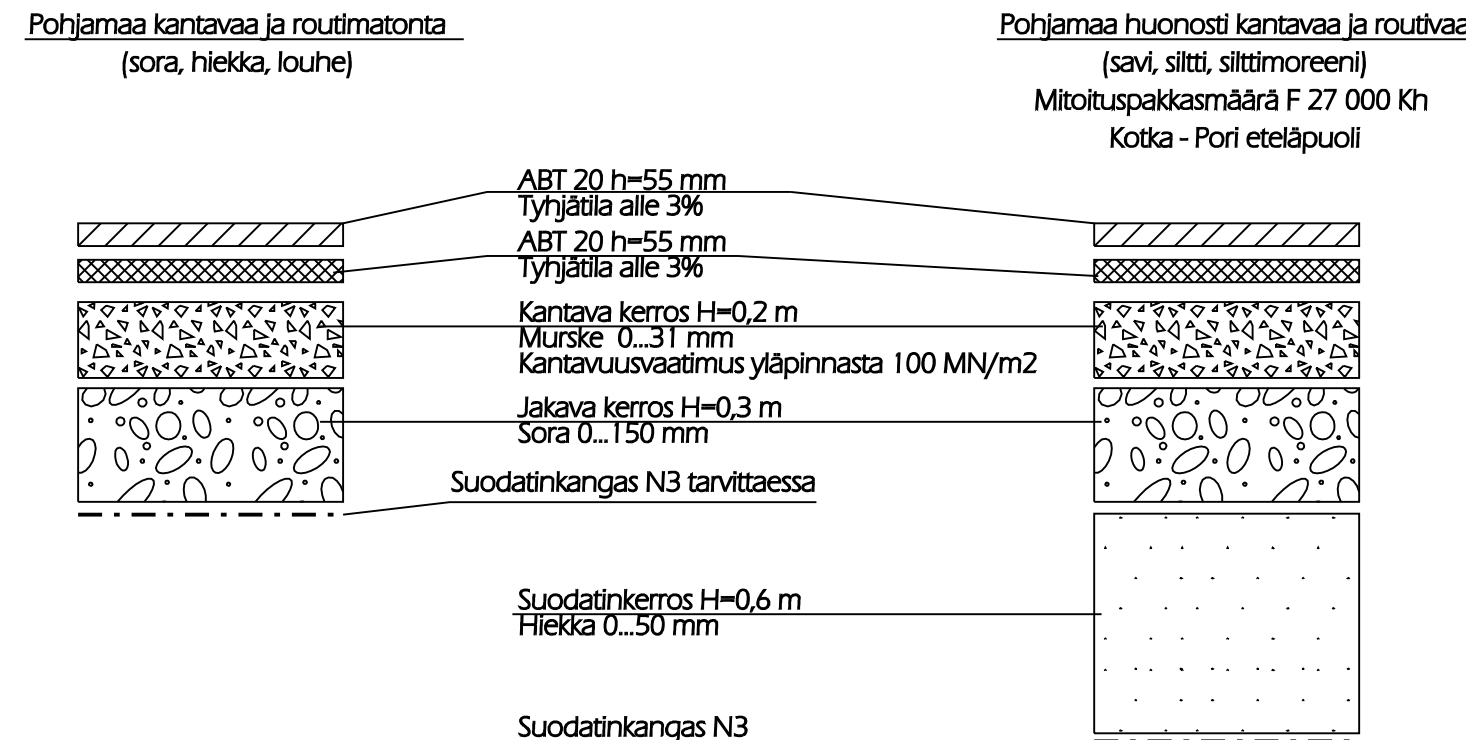 Pohjamaa kantavaa ja routimatonta
(sora, hiekka, louhe)
Pohjamaa huonosti kantavaa ja routivaa
(savi, siltti, silttimoreeni)
Mitoituspakkasmäärä F 27 000 Kh
Kotka - Pori eteläpuoli
ABT 20 h=55 mm
Tyhjätila alle 3%
ABT 20 h=55 mm
Tyhjätila alle 3%
Kantava kerros H=0,2 m
Murske 0...31 mm
Kantavuusvaatimus yläpinnasta 100 MN/m2
Jakava kerros H=0,3 m
Sora 0...150 mm
Suodatinkangas N3 tarvittaessa
Suodatinkerros H=0,6 m
Hiekka 0...50 mm
Suodatinkangas N3